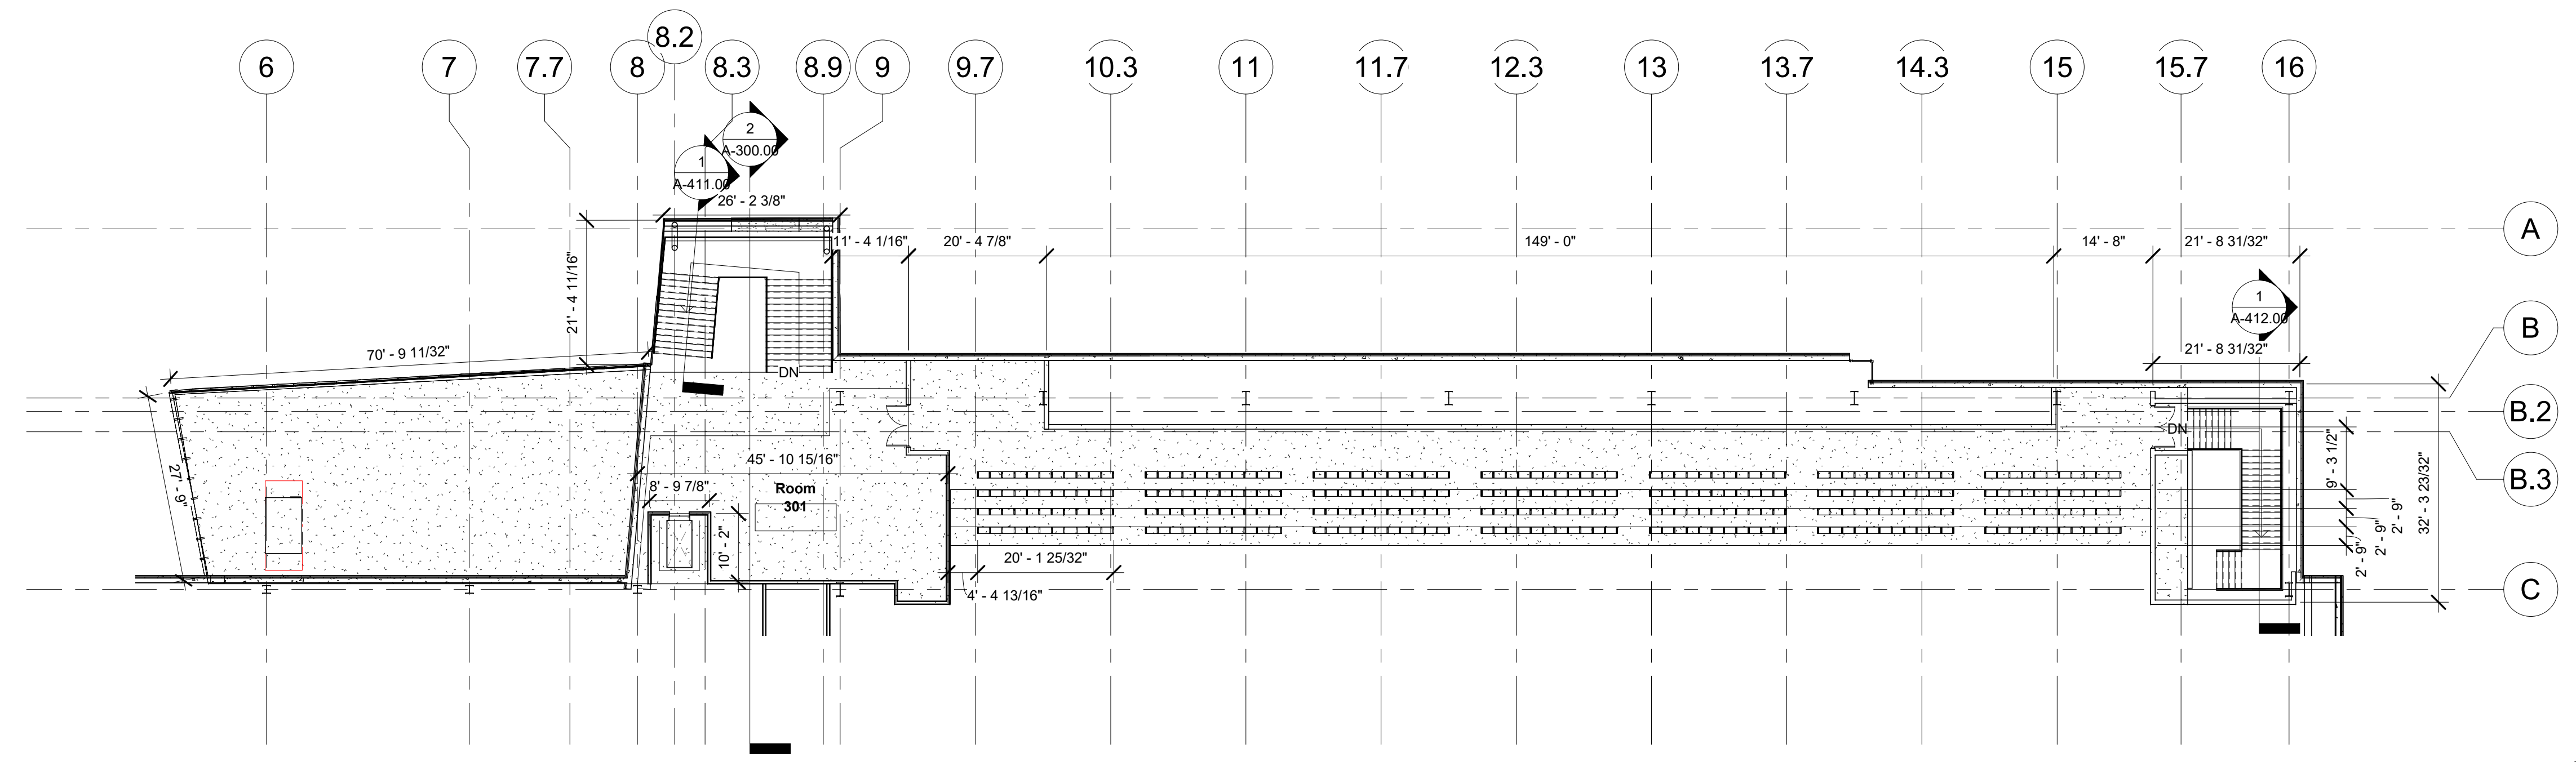 8.2
6
7
7.7
8
8.3
8.9
9
9.7
10.3
11
11.7
12.3
13
13.7
14.3
15
15.7
16
2
A-300.00
1
A-411.00
26' - 2 3/8"
A
11' - 4 1/16"
20' - 4 7/8"
149' - 0"
14' - 8"
21' - 8 31/32"
21' - 4 11/16"
1
A-412.00
B
70' - 9 11/32"
21' - 8 31/32"
DN
B.2
DN
27' - 9"
45' - 10 15/16"
9' - 3 1/2"
B.3
8' - 9 7/8"
Room
301
32' - 3 23/32"
2' - 9"
2' - 9"
2' - 9"
10' - 2"
20' - 1 25/32"
4' - 4 13/16"
C